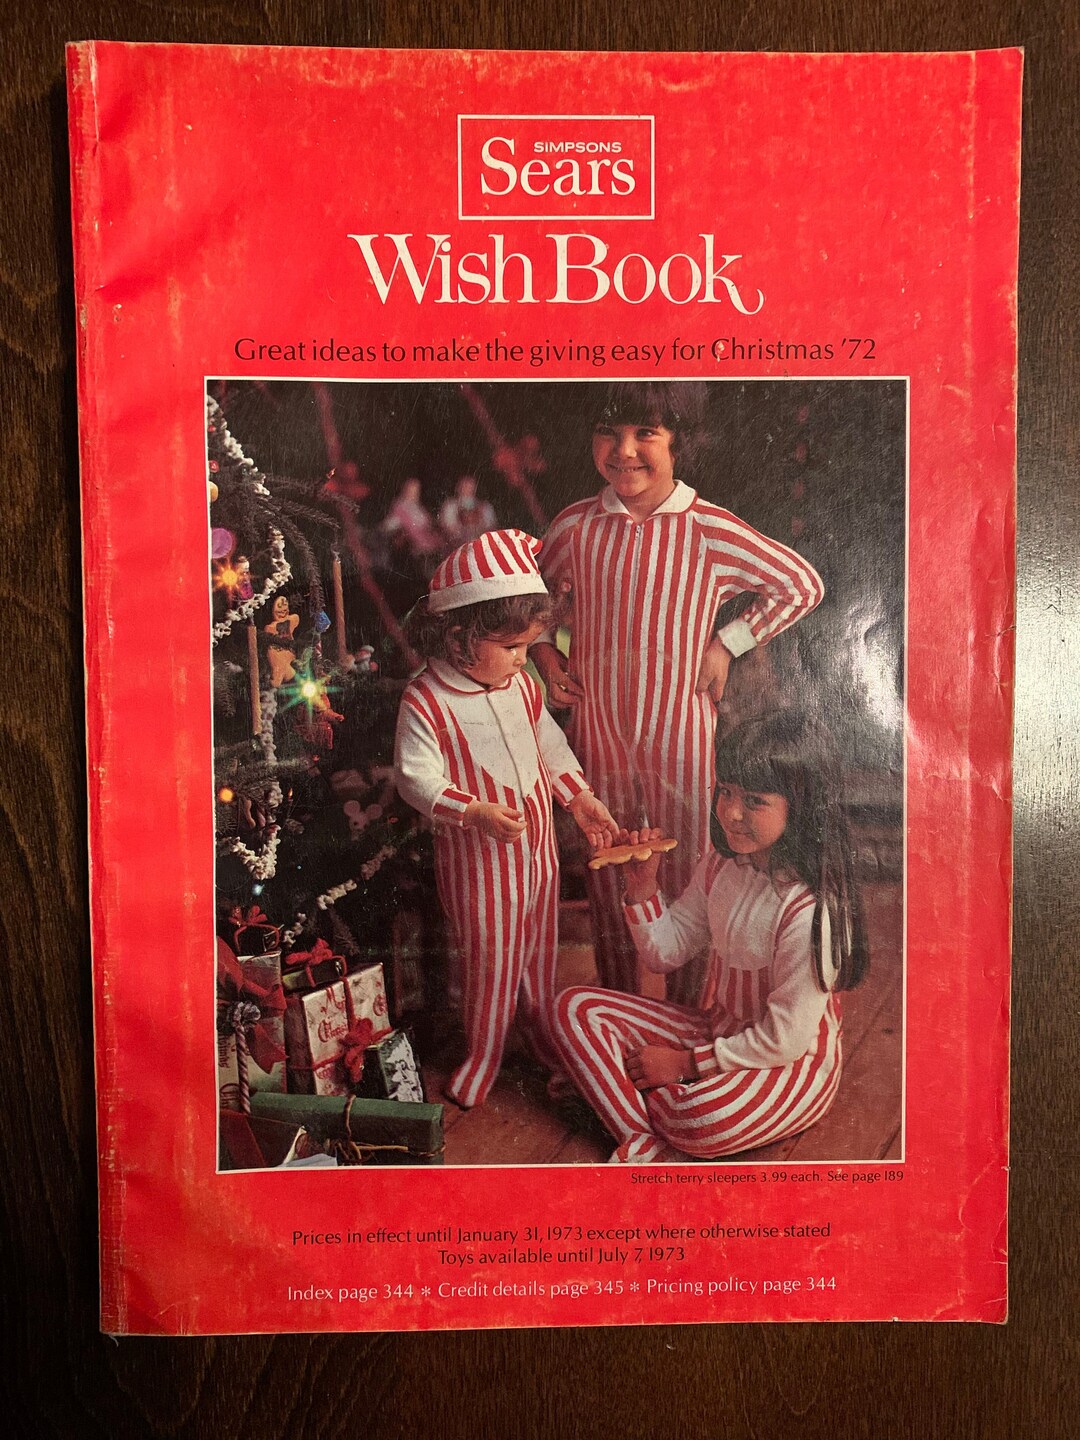 SIMPSONS
Sears
Wish Book
Great ideas to make the giving easy for Christmas '72
Stretch terry sleepers 3.99 each. See page 189
Prices in effect until January 31, 1973 except where otherwise stated
Toys available until July 7, 1973
Index page 344 * Credit details page 345 * Pricing policy page 344